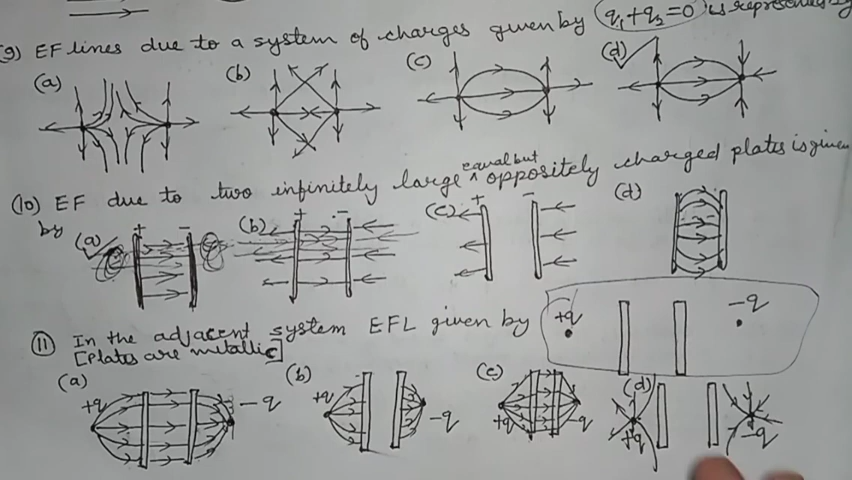 (9) EF lines due to a system of charges given by q₁+q₂=0 is represented by
(a) (b) (c) (d)
(10) EF due to two infinitely large equal but oppositely charged plates is given
by (a) + - (b) + - (c) + - (d)
(11) In the adjacent system EFL given by +q -q
[Plates are metallic]
(a) +q -q (b) +q -q (c) +q -q (d) +q -q